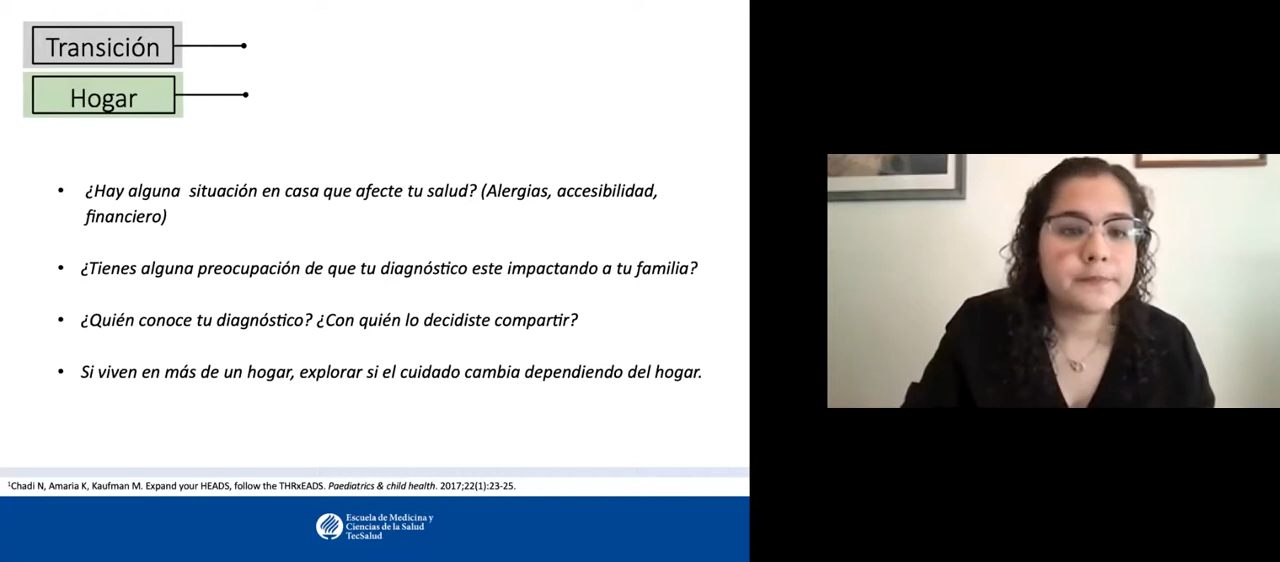 Transición
Hogar
• ¿Hay alguna situación en casa que afecte tu salud? (Alergias, accesibilidad,
financiero)
• ¿Tienes alguna preocupación de que tu diagnóstico este impactando a tu familia?
• ¿Quién conoce tu diagnóstico? ¿Con quién lo decidiste compartir?
• Si viven en más de un hogar, explorar si el cuidado cambia dependiendo del hogar.
¹Chadi N, Amaria K, Kaufman M. Expand your HEADS, follow the THRxEADS. Paediatrics & child health. 2017;22(1):23-25.
Escuela de Medicina y
Ciencias de la Salud
TecSalud